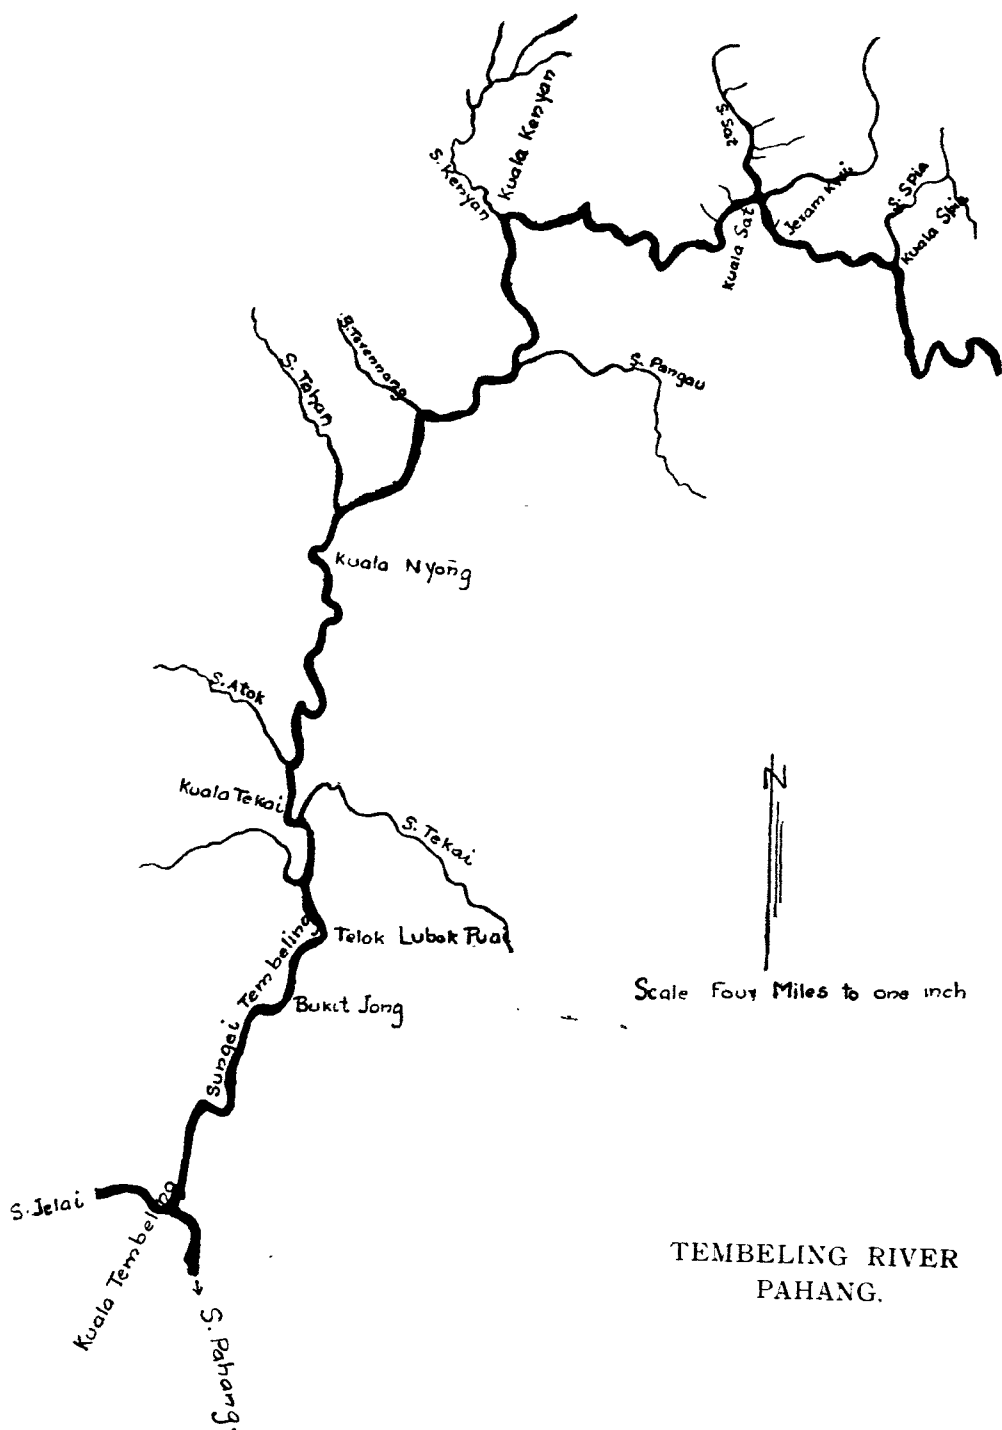 Kuala Kenyan
S. Kenyan
S. Sat
Kuala Sat
Jeram
S. Spia
Kuala Spia
S. Tahan
S. Pangau
Kuala Nyong
S. Atok
Kuala Tekai
S. Tekai
Telok Lubok Puai
Sungei Tembeling
Bukit Jong
N
Scale Four Miles to one inch
S. Jelai
Kuala Tembeling
S. Pahang.
TEMBELING RIVER
PAHANG.